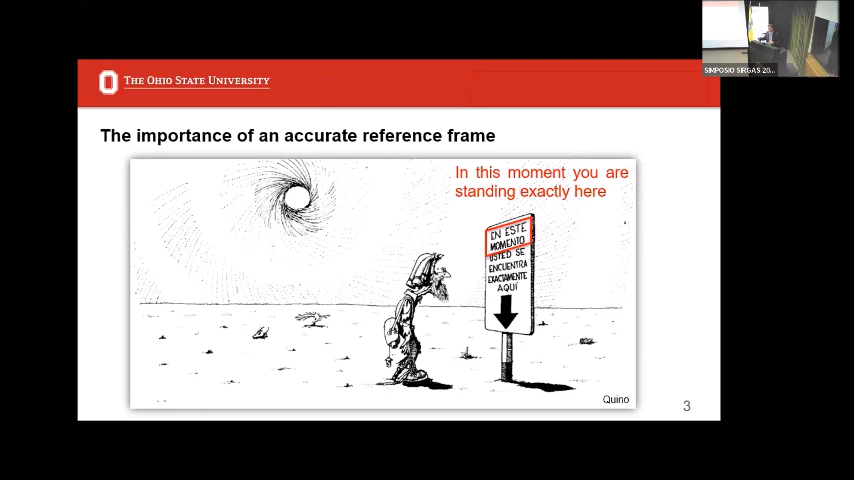 SIMPOSIO SIRGAS 20...
THE OHIO STATE UNIVERSITY
The importance of an accurate reference frame
In this moment you are
standing exactly here
EN ESTE
MOMENTO
USTED SE
ENCUENTRA
EXACTAMENTE
AQUÍ
Quino
3